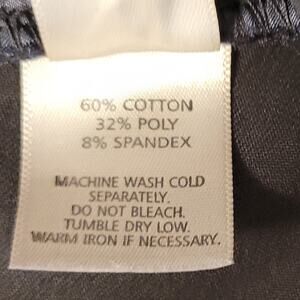 60% COTTON
32% POLY
8% SPANDEX
MACHINE WASH COLD
SEPARATELY.
DO NOT BLEACH.
TUMBLE DRY LOW.
WARM IRON IF NECESSARY.